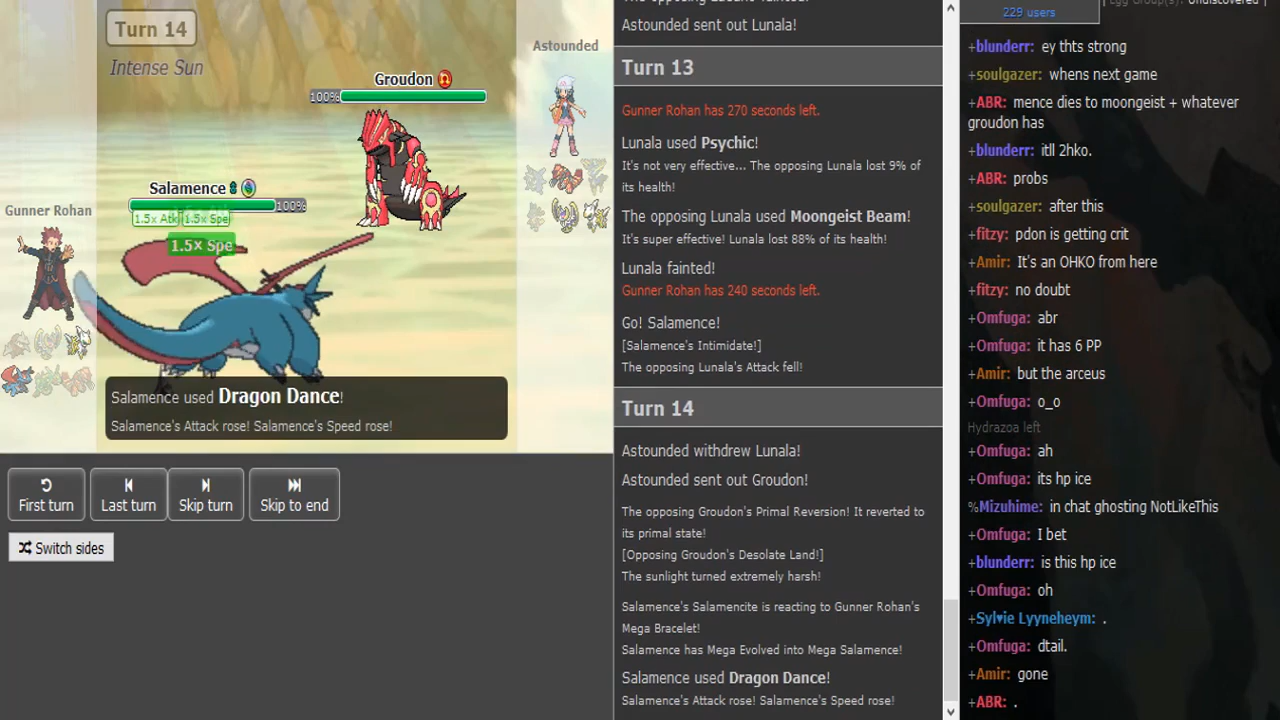 Turn 14
Intense Sun
Groudon
100%
Salamence
100%
1.5x Atk 1.5x Spe
1.5× Spe
Gunner Rohan
Astounded
Salamence used Dragon Dance!
Salamence's Attack rose! Salamence's Speed rose!
First turn
Last turn
Skip turn
Skip to end
Switch sides
Astounded sent out Lunala!
Turn 13
Gunner Rohan has 270 seconds left.
Lunala used Psychic!
It's not very effective... The opposing Lunala lost 9% of
its health!
The opposing Lunala used Moongeist Beam!
It's super effective! Lunala lost 88% of its health!
Lunala fainted!
Gunner Rohan has 240 seconds left.
Go! Salamence!
[Salamence's Intimidate!]
The opposing Lunala's Attack fell!
Turn 14
Astounded withdrew Lunala!
Astounded sent out Groudon!
The opposing Groudon's Primal Reversion! It reverted to
its primal state!
[Opposing Groudon's Desolate Land!]
The sunlight turned extremely harsh!
Salamence's Salamencite is reacting to Gunner Rohan's
Mega Bracelet!
Salamence has Mega Evolved into Mega Salamence!
Salamence used Dragon Dance!
Salamence's Attack rose! Salamence's Speed rose!
229 users
+blunderr: ey thts strong
+soulgazer: whens next game
+ABR: mence dies to moongeist + whatever
groudon has
+blunderr: itll 2hko.
+ABR: probs
+soulgazer: after this
+fitzy: pdon is getting crit
+Amir: It's an OHKO from here
+fitzy: no doubt
+Omfuga: abr
+Omfuga: it has 6 PP
+Amir: but the arceus
+Omfuga: o_o
Hydrazoa left
+Omfuga: ah
+Omfuga: its hp ice
%Mizuhime: in chat ghosting NotLikeThis
+Omfuga: I bet
+blunderr: is this hp ice
+Omfuga: oh
+Syl♥ie Lyyneheym: .
+Omfuga: dtail.
+Amir: gone
+ABR: .